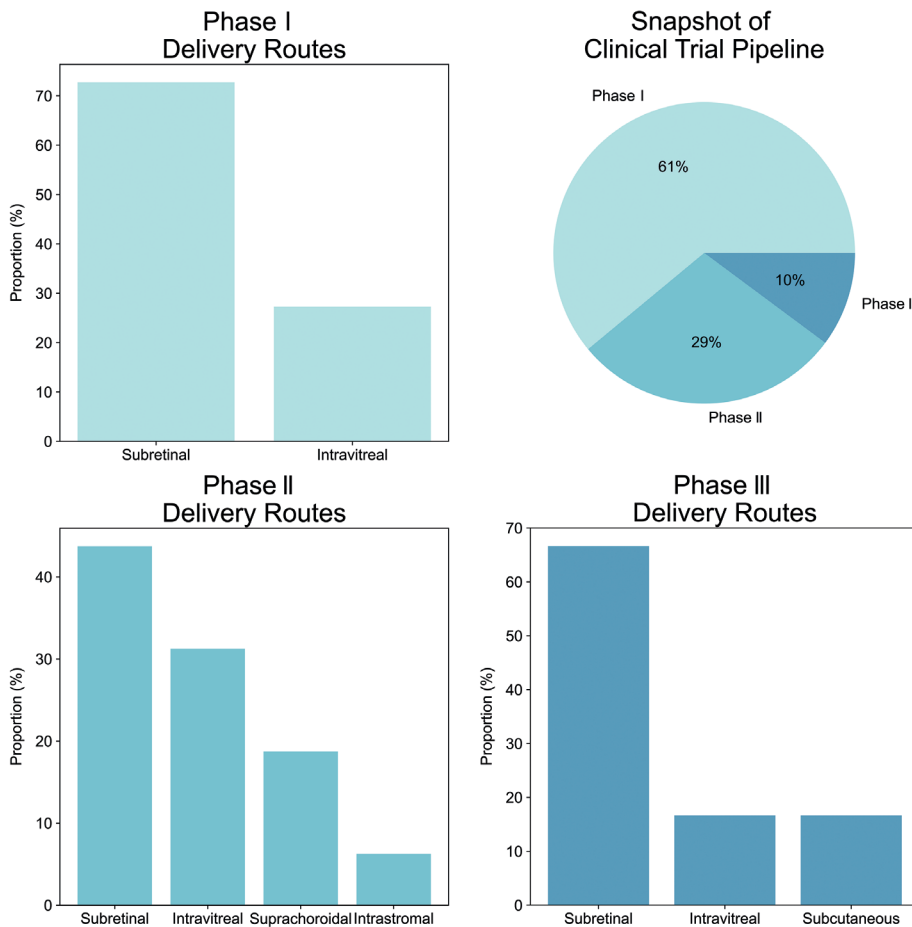 Phase I
Delivery Routes
Proportion (%)
70
60
50
40
30
20
10
0
Subretinal
Intravitreal
Snapshot of
Clinical Trial Pipeline
Phase I
61%
10%
Phase I
29%
Phase II
Phase II
Delivery Routes
Proportion (%)
40
30
20
10
0
Subretinal
Intravitreal
Suprachoroidal
Intrastromal
Phase III
Delivery Routes
Proportion (%)
70
60
50
40
30
20
10
0
Subretinal
Intravitreal
Subcutaneous